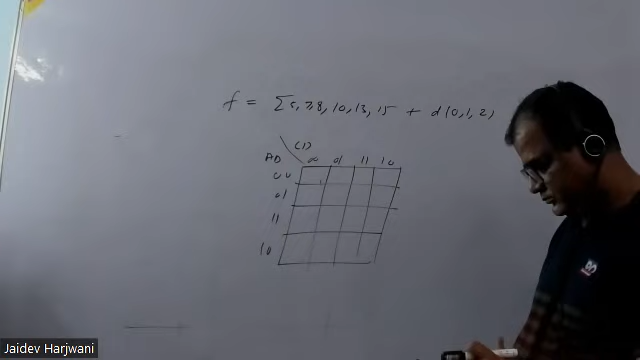 f = Σ 5, 7, 8, 10, 13, 15 + d(0, 1, 2)
CD
AB 00 01 11 10
00
01
11
10
Jaidev Harjwani